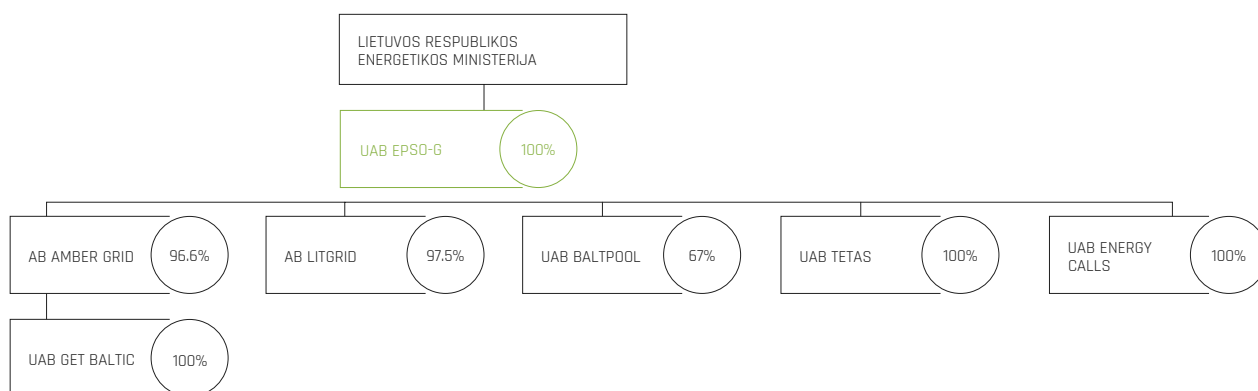 LIETUVOS RESPUBLIKOS
ENERGETIKOS MINISTERIJA
UAB EPSO-G
100%
AB AMBER GRID
96.6%
AB LITGRID
97.5%
UAB BALTPOOL
67%
UAB TETAS
100%
UAB ENERGY
CALLS
100%
UAB GET BALTIC
100%